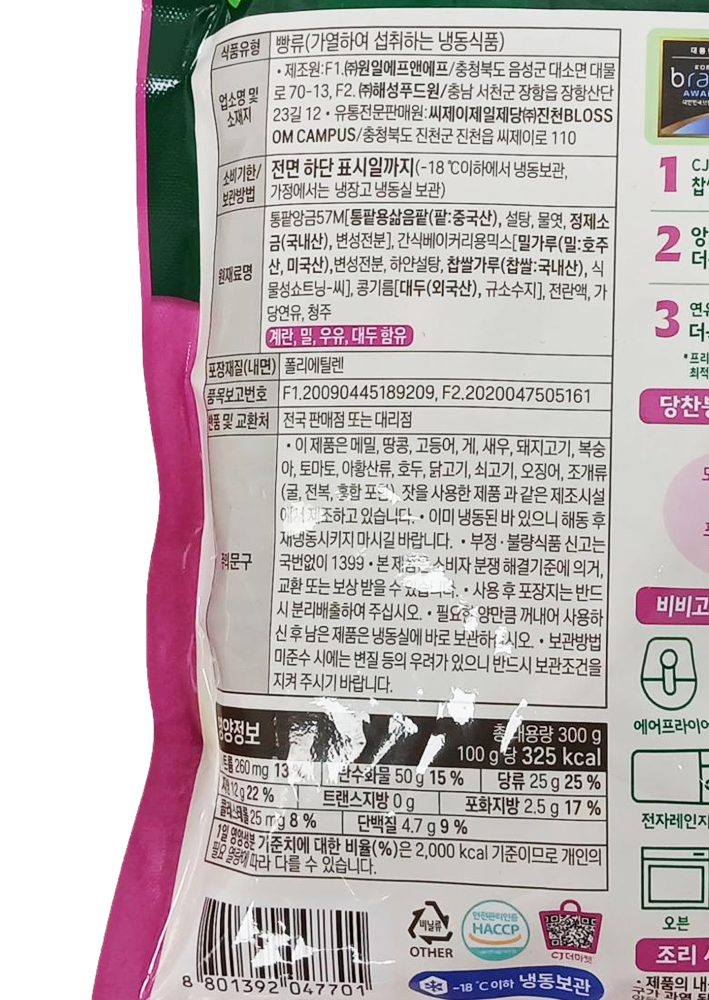 식품유형 빵류(가열하여 섭취하는 냉동식품)
업소명 및 소재지
• 제조원:F1.㈜원일에프앤에프/충청북도 음성군 대소면 대물
로 70-13, F2. ㈜해성푸드원/충남 서천군 장항읍 장항산단
23길 12 • 유통전문판매원:씨제이제일제당㈜진천BLOSS
OM CAMPUS/충청북도 진천군 진천읍 씨제이로 110
소비기한/
보관방법
전면 하단 표시일까지(-18 ℃이하에서 냉동보관,
가정에서는 냉장고 냉동실 보관)
원재료명
통팥앙금57M[통팥용삶음팥(팥:중국산), 설탕, 물엿, 정제소
금(국내산), 변성전분], 간식베이커리용믹스[밀가루(밀:호주
산, 미국산),변성전분, 하얀설탕, 찹쌀가루(찹쌀:국내산), 식
물성쇼트닝-씨], 콩기름[대두(외국산), 규소수지], 전란액, 가
당연유, 청주
계란, 밀, 우유, 대두 함유
포장재질(내면) 폴리에틸렌
품목보고번호 F1.20090445189209, F2.2020047505161
반품 및 교환처 전국 판매점 또는 대리점
문구
• 이 제품은 메밀, 땅콩, 고등어, 게, 새우, 돼지고기, 복숭
아, 토마토, 아황산류, 호두, 닭고기, 쇠고기, 오징어, 조개류
(굴, 전복, 홍합 포함), 잣을 사용한 제품 과 같은 제조시설
에서 제조하고 있습니다. • 이미 냉동된 바 있으니 해동 후
재냉동시키지 마시길 바랍니다. • 부정 · 불량식품 신고는
국번없이 1399 • 본 제품은 소비자 분쟁 해결기준에 의거,
교환 또는 보상 받을 수 있습니다. • 사용 후 포장지는 반드
시 분리배출하여 주십시오. • 필요한 양만큼 꺼내어 사용하
신 후 남은 제품은 냉동실에 바로 보관하십시오. • 보관방법
미준수 시에는 변질 등의 우려가 있으니 반드시 보관조건을
지켜 주시기 바랍니다.
영양정보
총 내용량 300 g
100 g 당 325 kcal
나트륨 260 mg 13 % 탄수화물 50 g 15 % 당류 25 g 25 %
지방 12 g 22 % 트랜스지방 0 g 포화지방 2.5 g 17 %
콜레스테롤 25 mg 8 % 단백질 4.7 g 9 %
1일 영양성분 기준치에 대한 비율(%)은 2,000 kcal 기준이므로 개인의
필요 열량에 따라 다를 수 있습니다.
8 801392 047701
비닐류
OTHER
안전관리인증
HACCP
CJ더마켓
-18 ℃ 이하 냉동보관
bra
AWA
1 CJ
찹쌀
2 앙
더
3 연유
더
*프라
최적
당찬
비비고
에어프라이어
전자레인지
오븐
조리 시
• 제품의 내